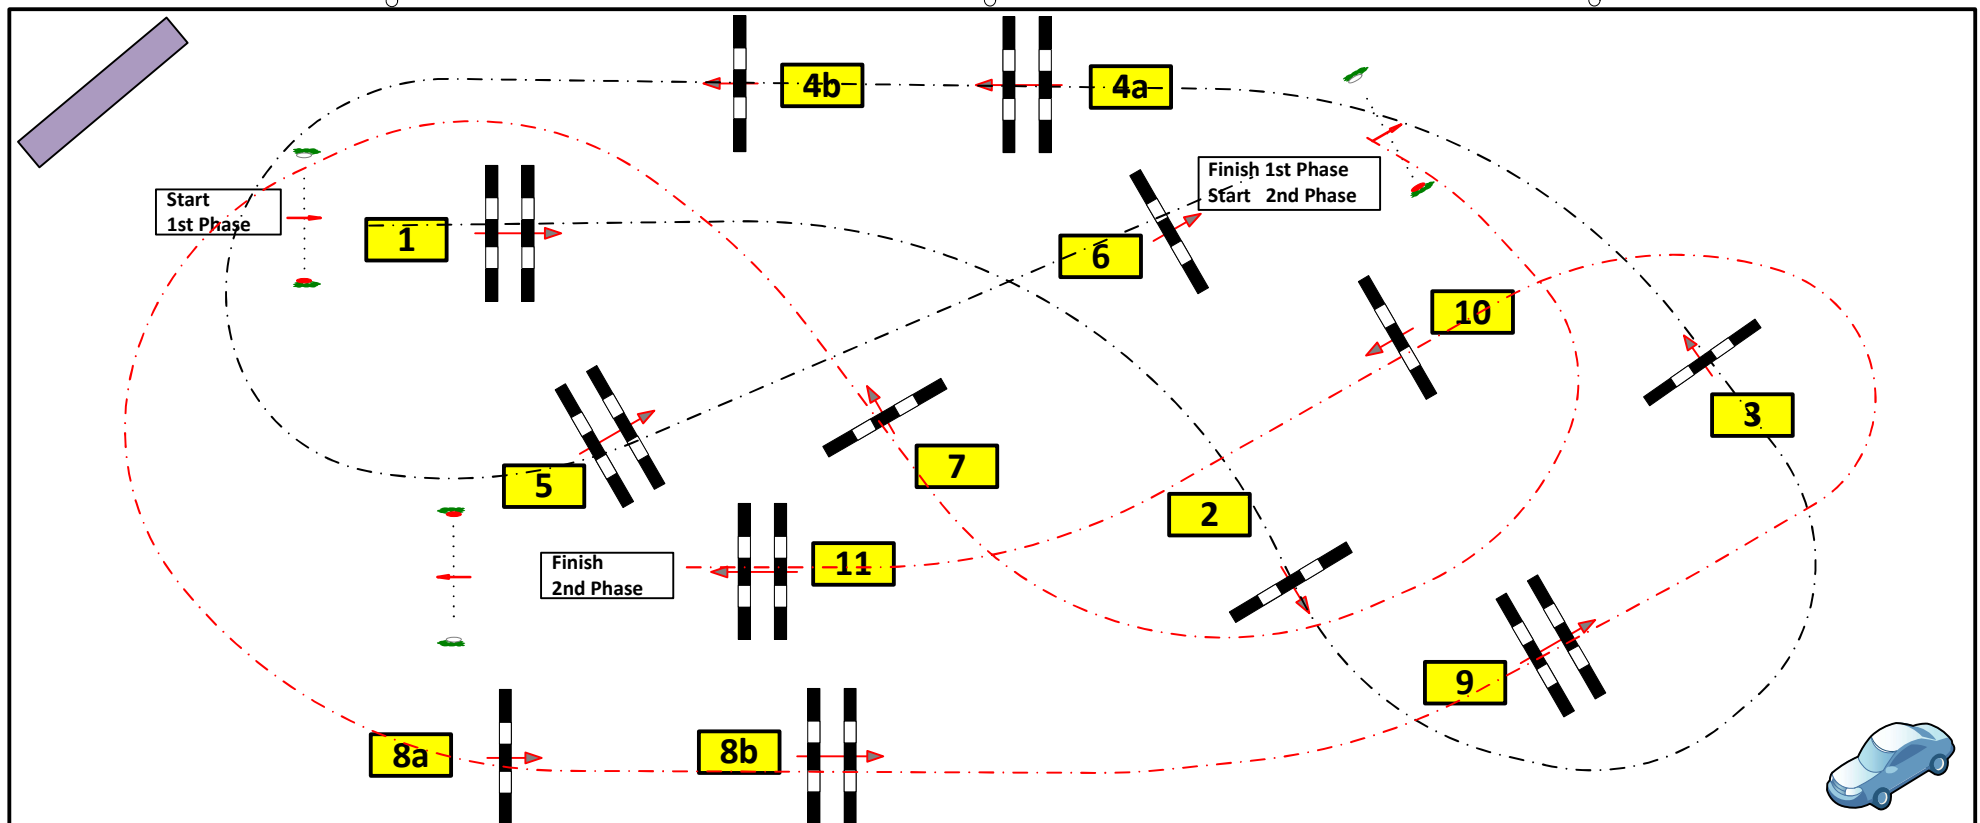 4b
4a
Finish 1st Phase
Start 2nd Phase
Start
1st Phase
1
6
10
3
7
5
2
Finish
2nd Phase
11
9
8a
8b